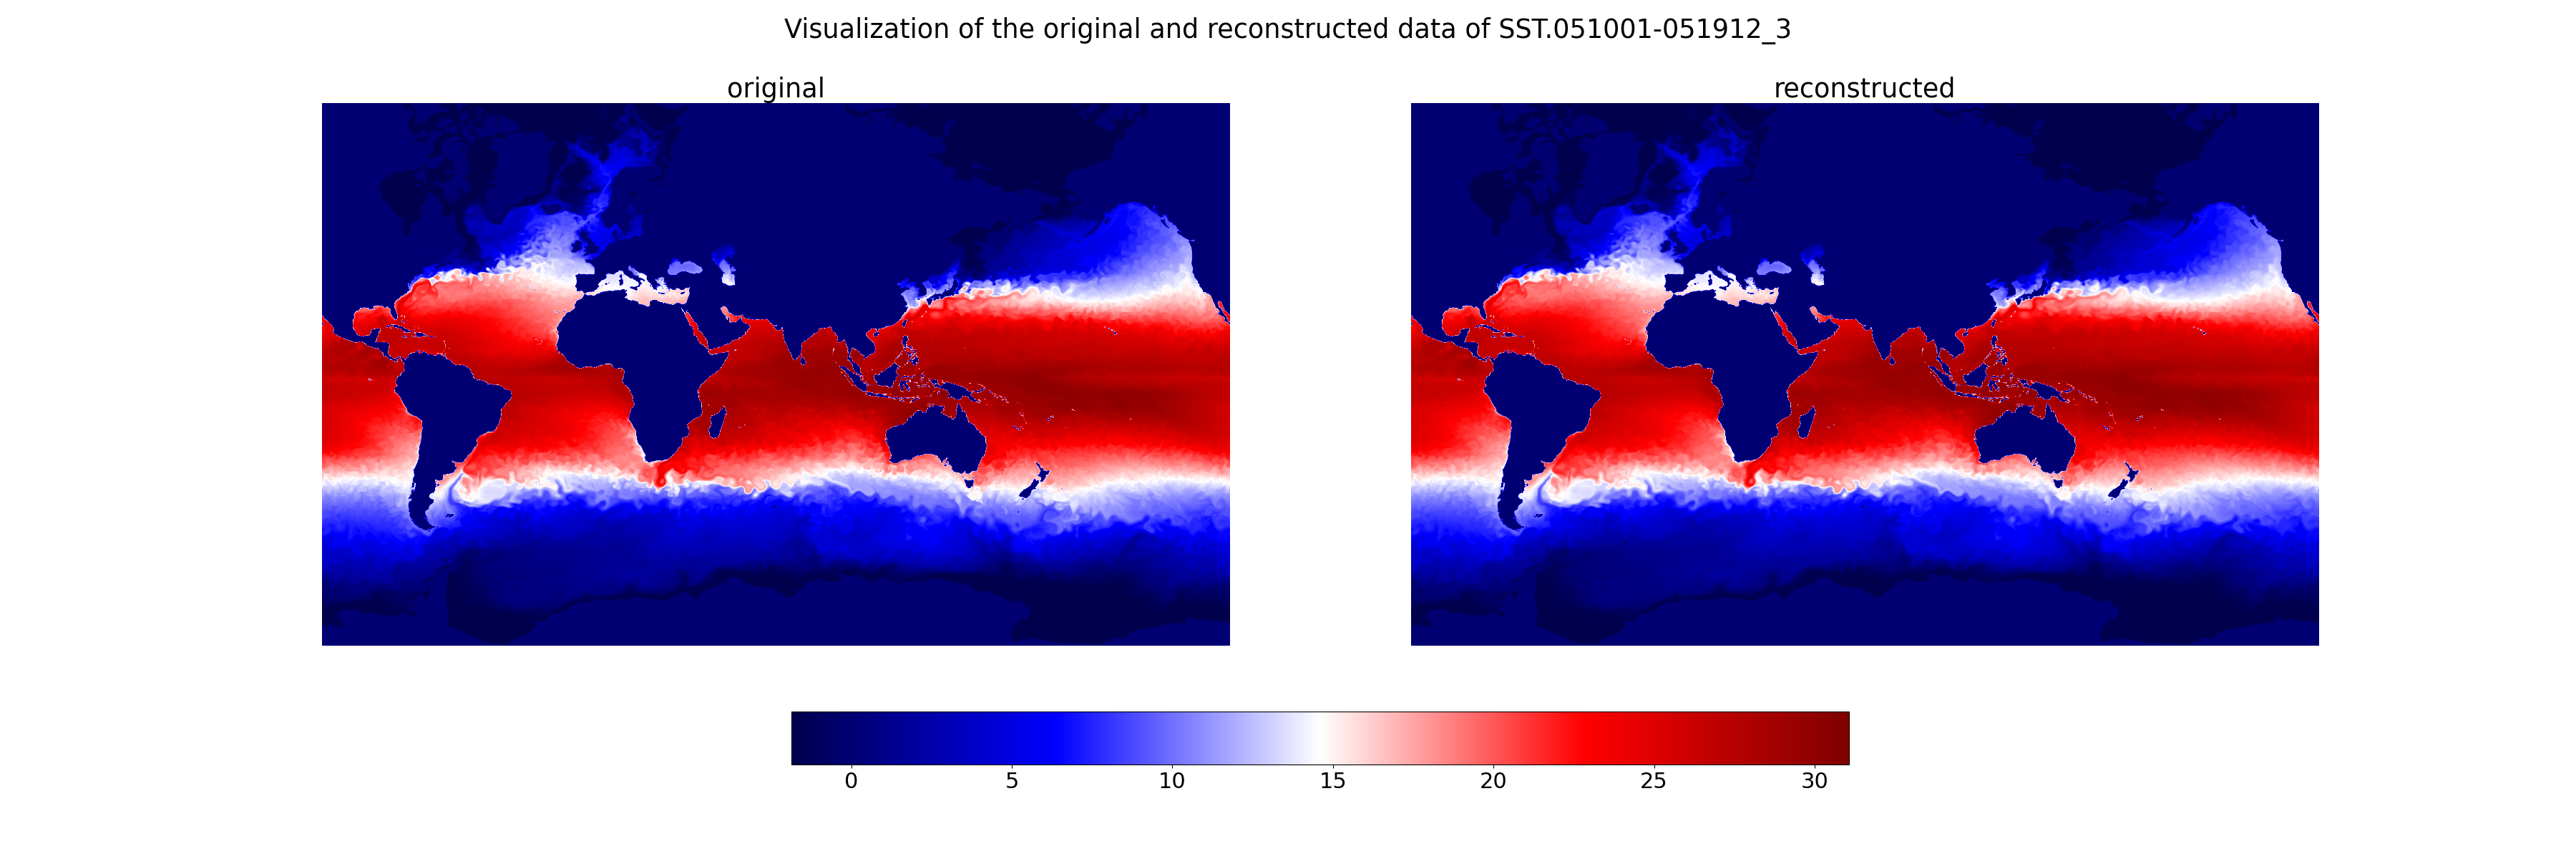 Visualization of the original and reconstructed data of SST.051001-051912_3
original
reconstructed
0 5 10 15 20 25 30